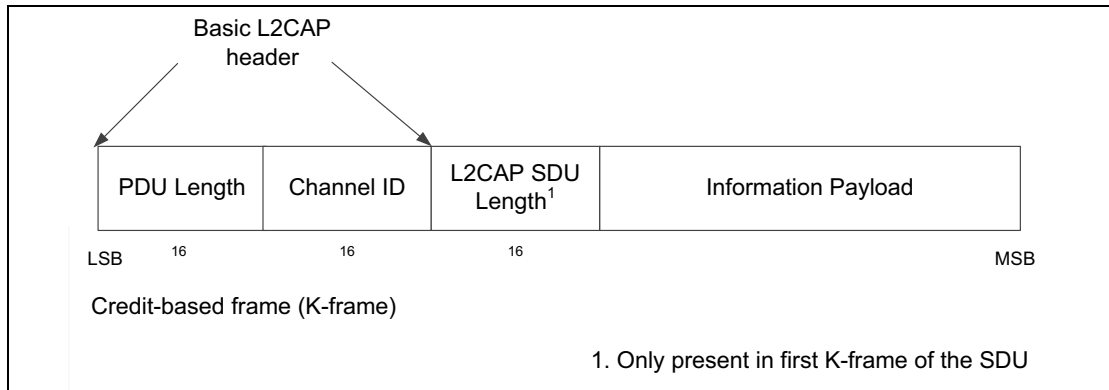 Basic L2CAP
header
PDU Length
Channel ID
L2CAP SDU
Length1
Information Payload
LSB
16
16
16
MSB
Credit-based frame (K-frame)
1. Only present in first K-frame of the SDU